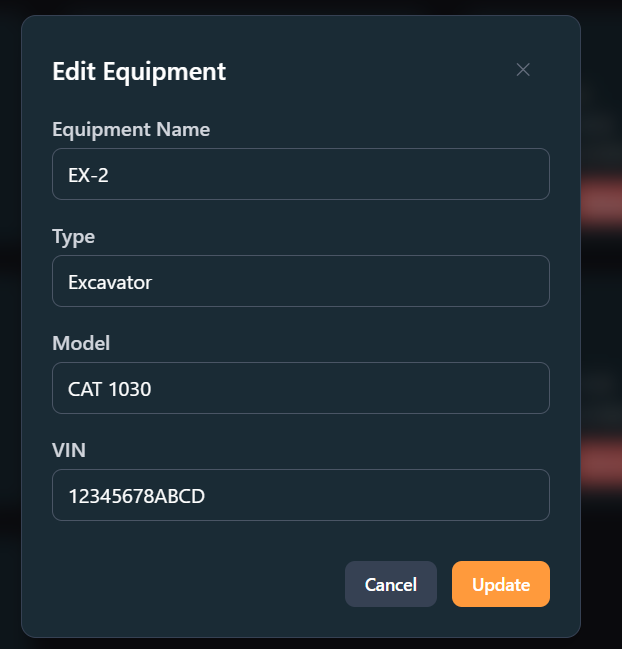 Edit Equipment
Equipment Name
EX-2
Type
Excavator
Model
CAT 1030
VIN
12345678ABCD
Cancel Update